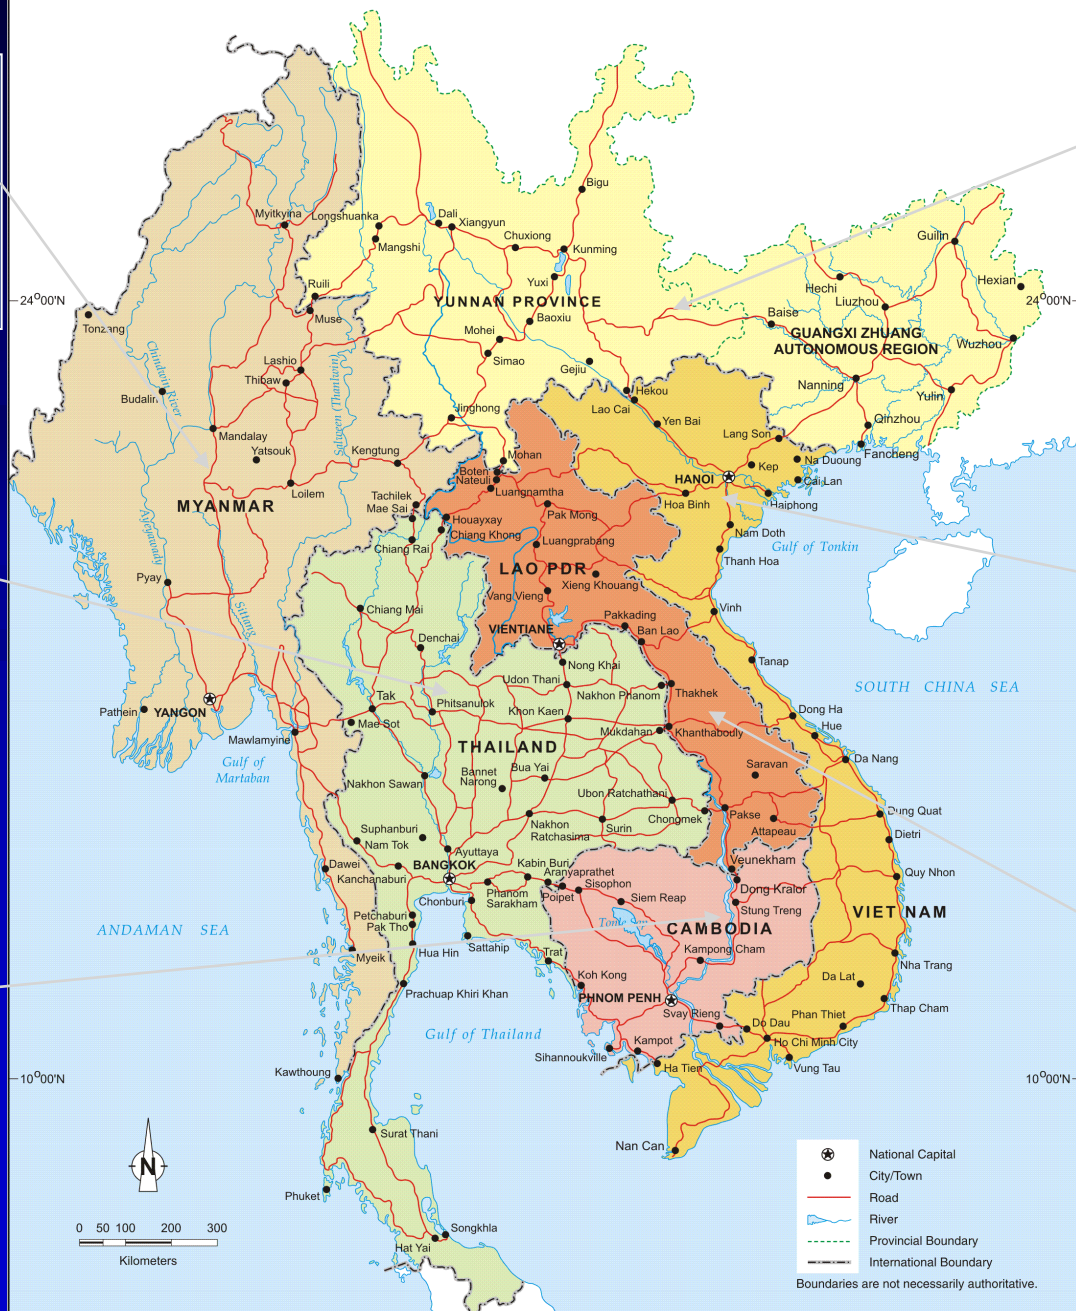 Bigu
Myitkyina
Longshuanka
Dali
Xiangyun
Mangshi
Chuxiong
Kunming
Guilin
Ruili
Yuxi
Hechi
Hexian
24°00'N
YUNNAN PROVINCE
Liuzhou
24°00'N
Tonzang
Muse
Baoxiu
Baise
GUANGXI ZHUANG
AUTONOMOUS REGION
Mohei
Wuzhou
Simao
Lashio
Gejiu
Thibaw
Nanning
Chindwin River
Salween (Thanlwin)
Budalin
Hekou
Yulin
Lao Cai
Jinghong
Yen Bai
Qinzhou
Mandalay
Lang Son
Yatsouk
Kengtung
Mohan
Fancheng
Na Duoung
Kep
Boten
Nateuli
HANOI
Cai Lan
Loilem
Luangnamtha
Tachilek
Hoa Binh
Haiphong
MYANMAR
Mae Sai
Pak Mong
Houayxay
Ayeyawady
Chiang Khong
Nam Doth
Chiang Rai
Luangprabang
Gulf of Tonkin
Thanh Hoa
LAO PDR
Pyay
Xieng Khouang
Vang Vieng
Sittang
Chiang Mai
Vinh
Pakkading
VIENTIANE
Ban Lao
Denchai
Tanap
Nong Khai
Udon Thani
SOUTH CHINA SEA
Tak
Nakhon Phanom
Thakhek
Pathein
YANGON
Phitsanulok
Khon Kaen
Dong Ha
Mae Sot
Hue
Mukdahan
Khanthabodly
Mawlamyine
THAILAND
Gulf of
Martaban
Da Nang
Saravan
Bua Yai
Bannet
Narong
Nakhon Sawan
Ubon Ratchathani
Dung Quat
Pakse
Chongmek
Suphanburi
Nakhon
Ratchasima
Surin
Attapeau
Dietri
Nam Tok
Ayuttaya
BANGKOK
Kabin Buri
Veunekham
Dawei
Aranyaprathet
Kanchanaburi
Quy Nhon
Sisophon
Poipet
Dong Kralor
Phanom
Sarakham
Siem Reap
Chonburi
Stung Treng
VIET NAM
Petchaburi
Pak Tho
Tonle Sap
CAMBODIA
ANDAMAN SEA
Sattahip
Hua Hin
Trat
Kampong Cham
Myeik
Nha Trang
Koh Kong
Da Lat
Prachuap Khiri Khan
PHNOM PENH
Thap Cham
Svay Rieng
Phan Thiet
Do Dau
Gulf of Thailand
Kampot
Ho Chi Minh City
Sihannoukville
Vung Tau
Ha Tien
Kawthoung
10°00'N
10°00'N
Surat Thani
Nan Can
N
Phuket
Songkhla
Hat Yai
0 50 100 200 300
Kilometers
National Capital
City/Town
Road
River
Provincial Boundary
International Boundary
Boundaries are not necessarily authoritative.